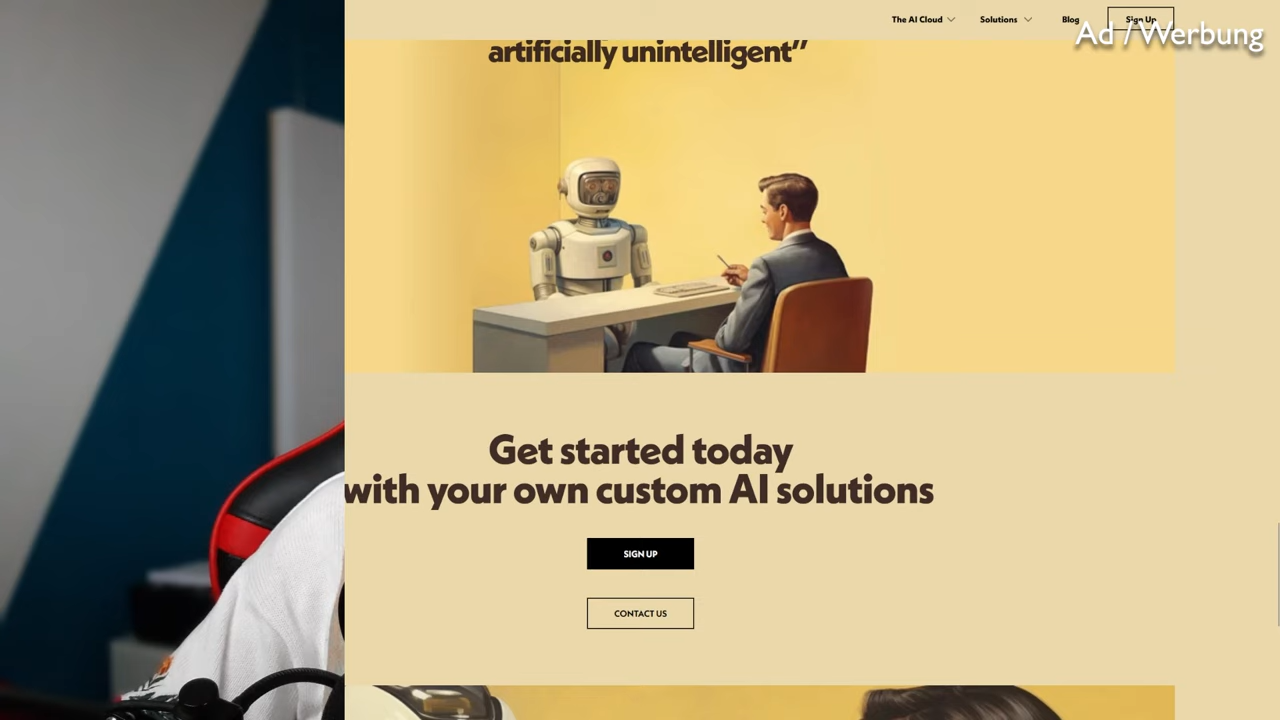 The AI Cloud
Solutions
Blog
Sign Up
Ad / Werbung
artificially unintelligent”
Get started today
with your own custom AI solutions
SIGN UP
CONTACT US